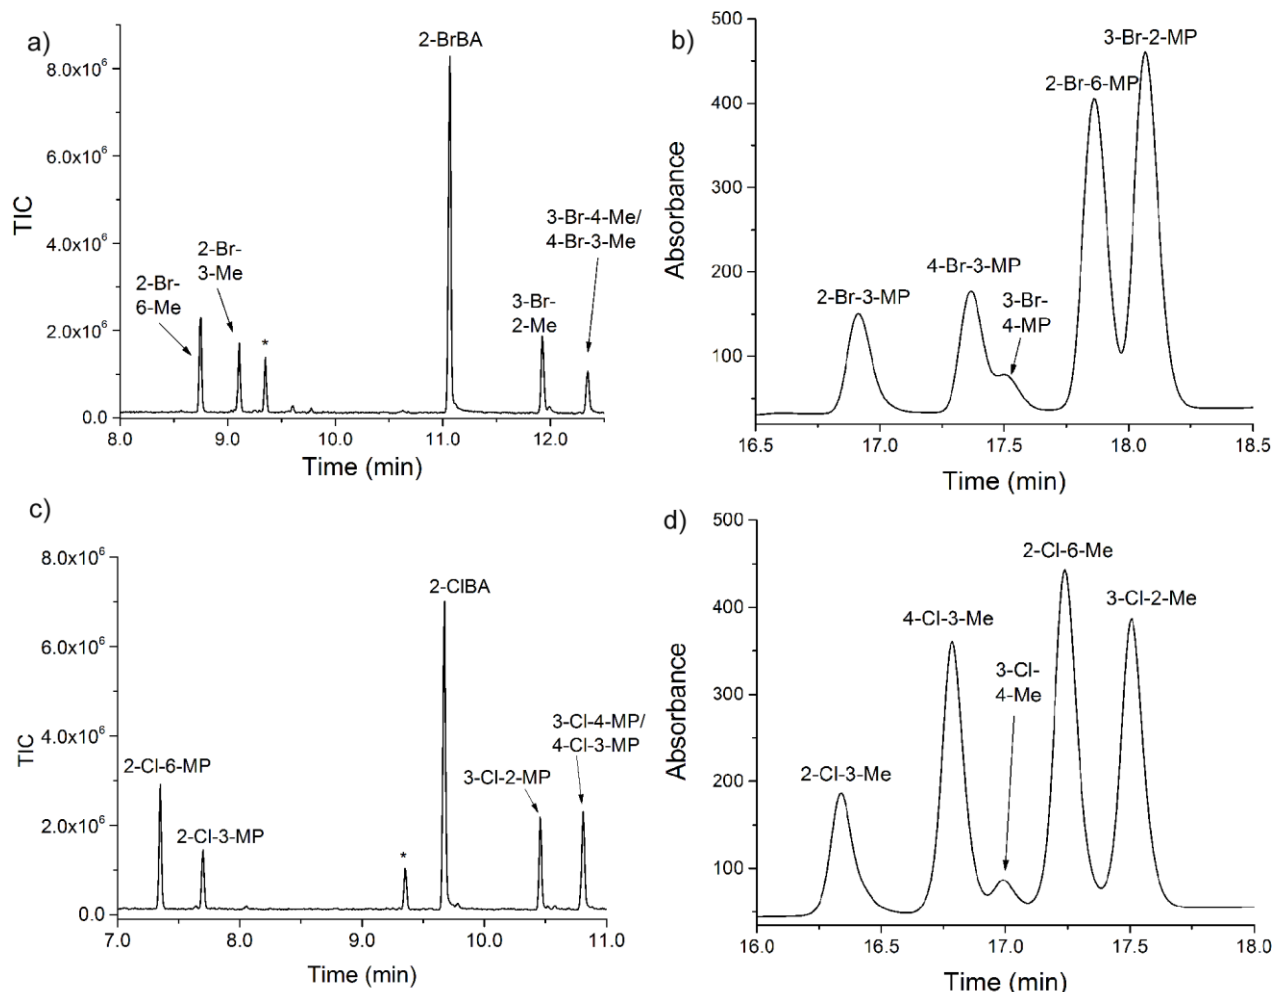 a)
2-BrBA
8.0x10⁶
6.0x10⁶
4.0x10⁶
2.0x10⁶
0.0
TIC
2-Br-
6-Me
2-Br-
3-Me
*
3-Br-
2-Me
3-Br-4-Me/
4-Br-3-Me
8.0 9.0 10.0 11.0 12.0
Time (min)
b)
3-Br-2-MP
2-Br-6-MP
4-Br-3-MP
2-Br-3-MP
3-Br-
4-MP
500
400
300
200
100
Absorbance
16.5 17.0 17.5 18.0 18.5
Time (min)
c)
8.0x10⁶
6.0x10⁶
4.0x10⁶
2.0x10⁶
0.0
TIC
2-ClBA
2-Cl-6-MP
2-Cl-3-MP
*
3-Cl-2-MP
3-Cl-4-MP/
4-Cl-3-MP
7.0 8.0 9.0 10.0 11.0
Time (min)
d)
2-Cl-6-Me
3-Cl-2-Me
4-Cl-3-Me
3-Cl-
4-Me
2-Cl-3-Me
500
400
300
200
100
Absorbance
16.0 16.5 17.0 17.5 18.0
Time (min)